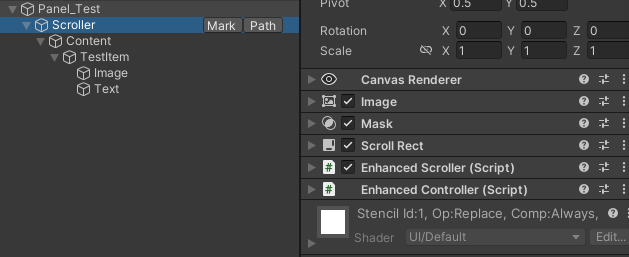 Panel_Test
Scroller Mark Path
Content
TestItem
Image
Text
Pivot X 0.5 Y 0.5
Rotation X 0 Y 0 Z 0
Scale X 1 Y 1 Z 1
Canvas Renderer
Image
Mask
Scroll Rect
# Enhanced Scroller (Script)
# Enhanced Controller (Script)
Stencil Id:1, Op:Replace, Comp:Always,
Shader UI/Default Edit...